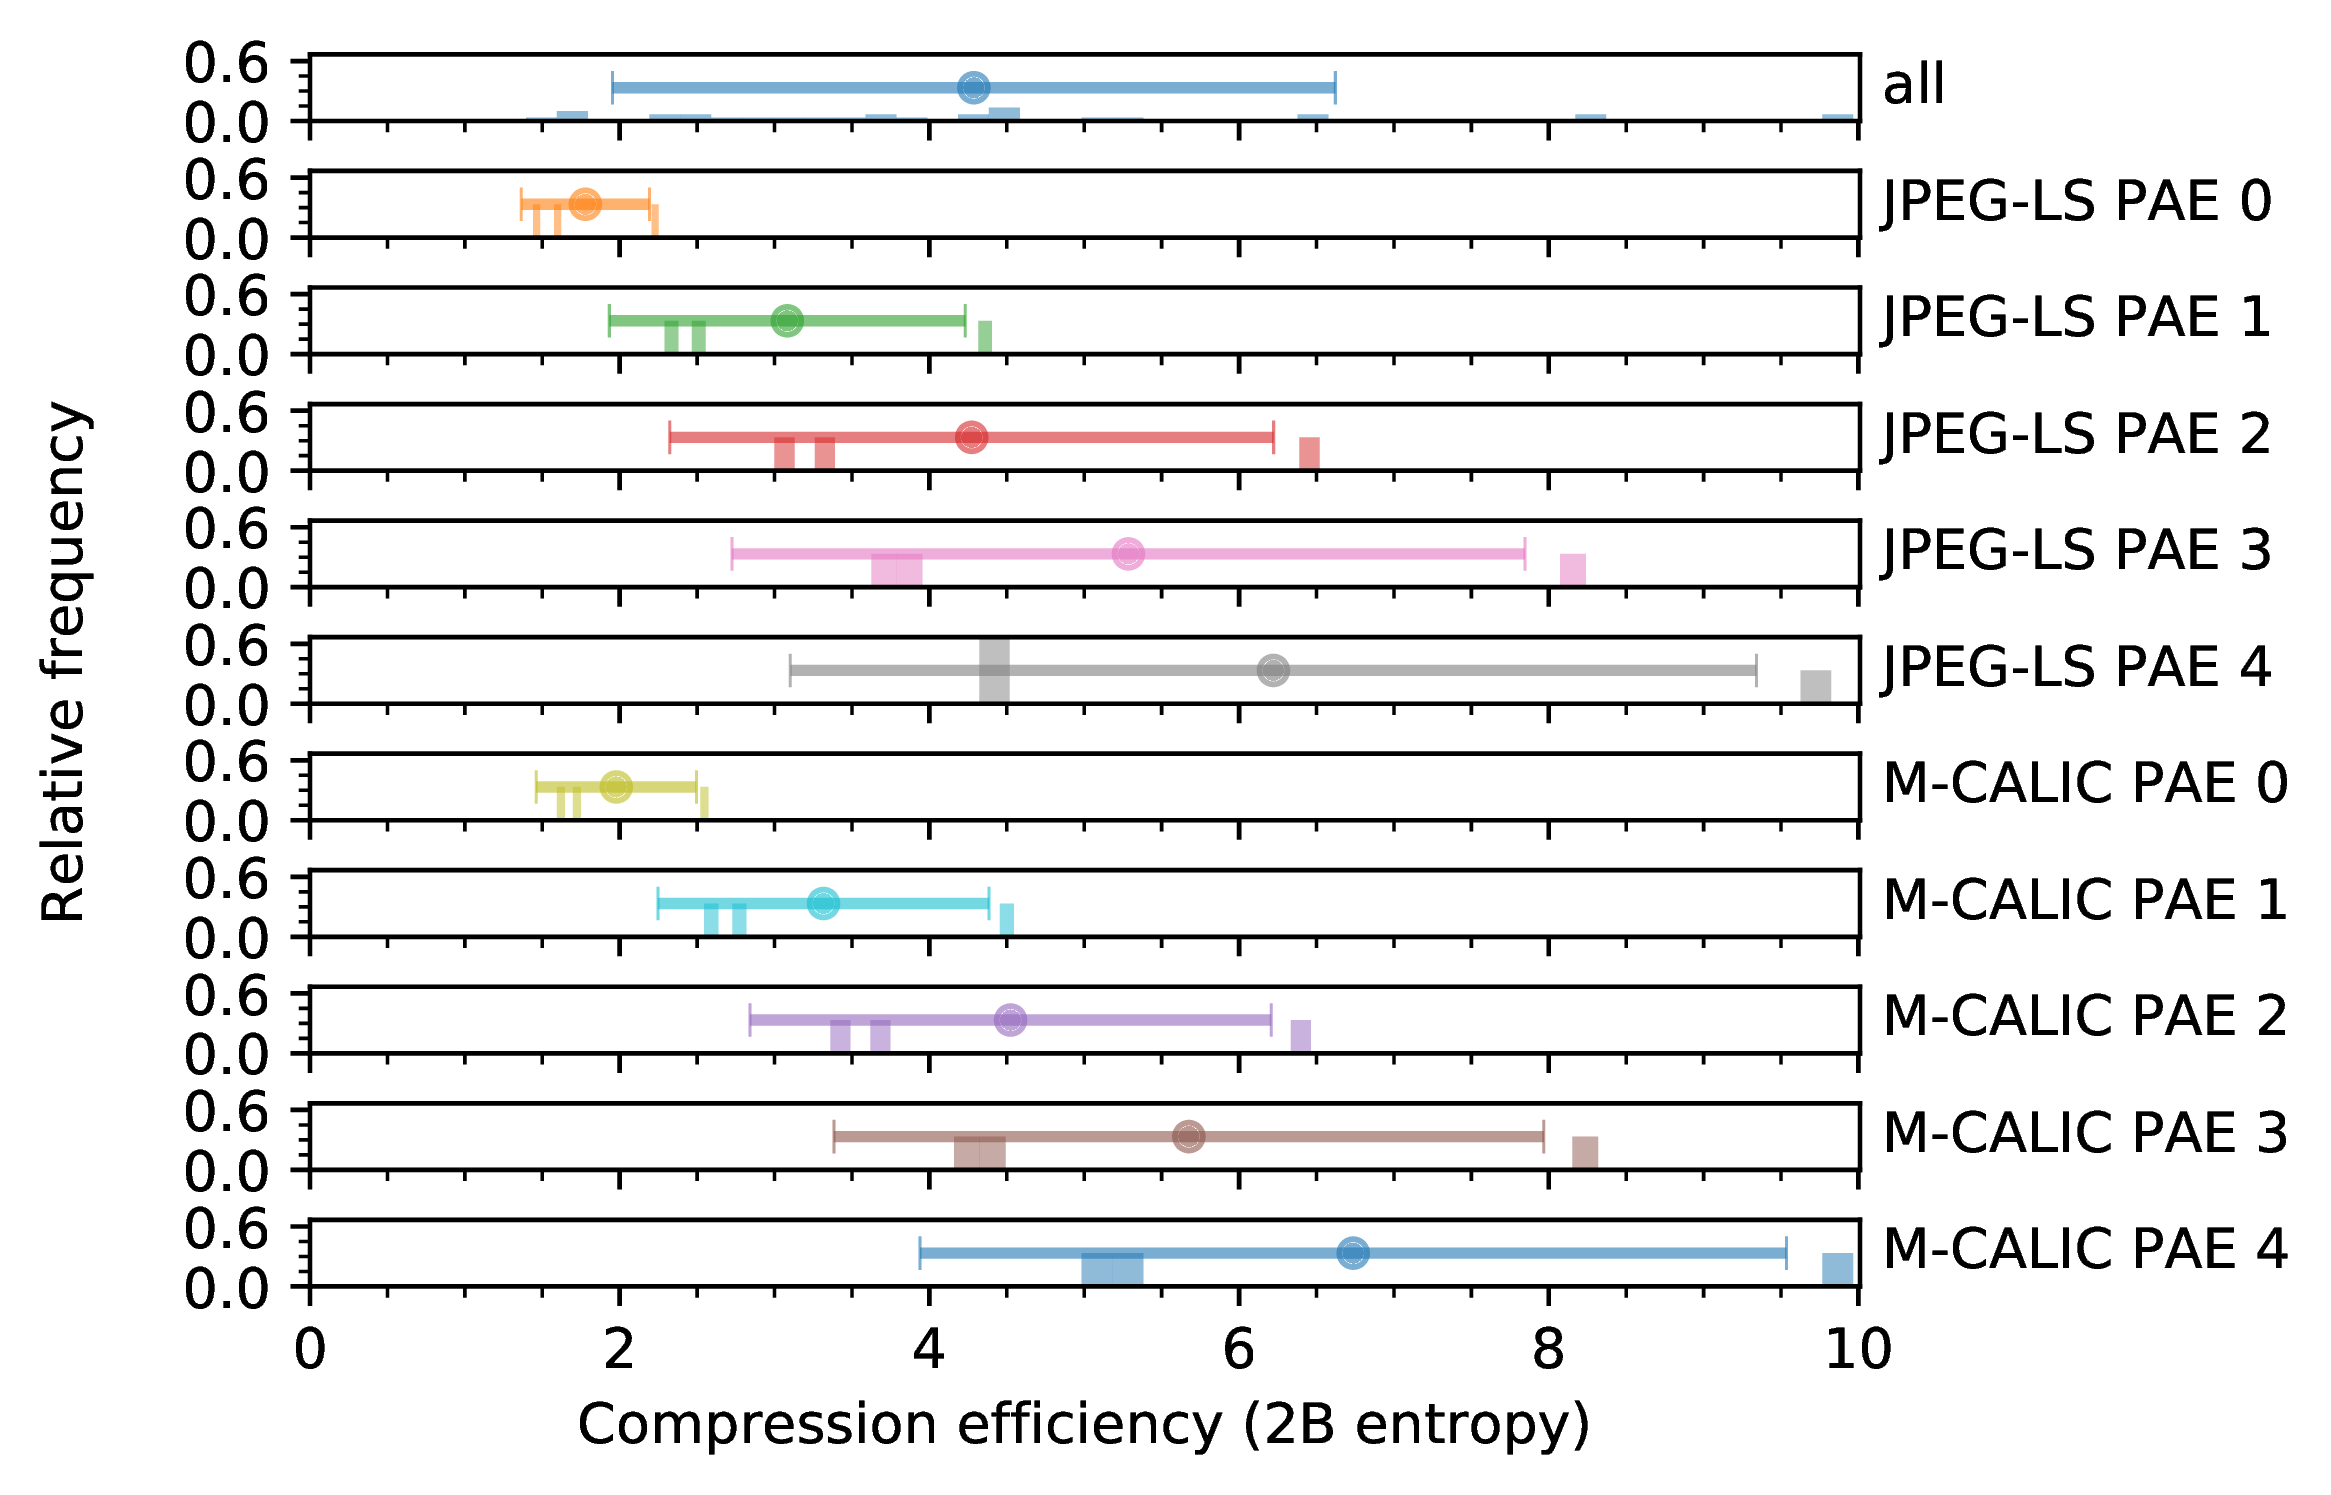 Relative frequency
0.6
0.0
all
0.6
0.0
JPEG-LS PAE 0
0.6
0.0
JPEG-LS PAE 1
0.6
0.0
JPEG-LS PAE 2
0.6
0.0
JPEG-LS PAE 3
0.6
0.0
JPEG-LS PAE 4
0.6
0.0
M-CALIC PAE 0
0.6
0.0
M-CALIC PAE 1
0.6
0.0
M-CALIC PAE 2
0.6
0.0
M-CALIC PAE 3
0.6
0.0
M-CALIC PAE 4
0 2 4 6 8 10
Compression efficiency (2B entropy)